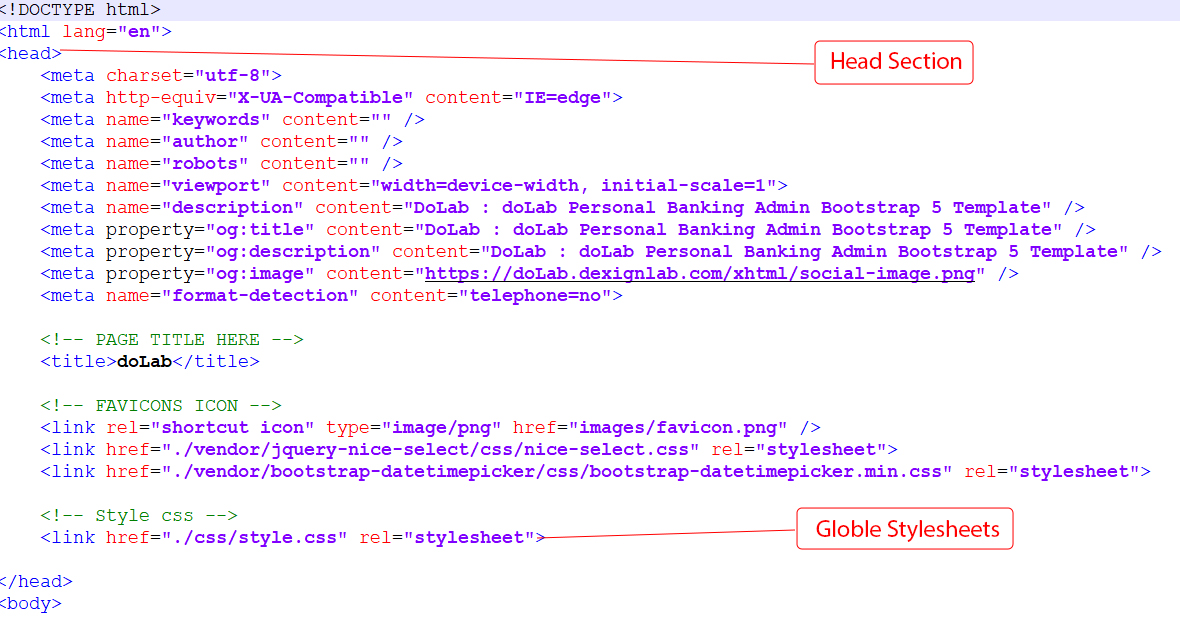 <!DOCTYPE html>
<html lang="en">
<head>
Head Section
<meta charset="utf-8">
<meta http-equiv="X-UA-Compatible" content="IE=edge">
<meta name="keywords" content="" />
<meta name="author" content="" />
<meta name="robots" content="" />
<meta name="viewport" content="width=device-width, initial-scale=1">
<meta name="description" content="DoLab : doLab Personal Banking Admin Bootstrap 5 Template" />
<meta property="og:title" content="DoLab : doLab Personal Banking Admin Bootstrap 5 Template" />
<meta property="og:description" content="DoLab : doLab Personal Banking Admin Bootstrap 5 Template" />
<meta property="og:image" content="https://doLab.dexignlab.com/xhtml/social-image.png" />
<meta name="format-detection" content="telephone=no">
<!-- PAGE TITLE HERE -->
<title>doLab</title>
<!-- FAVICONS ICON -->
<link rel="shortcut icon" type="image/png" href="images/favicon.png" />
<link href="./vendor/jquery-nice-select/css/nice-select.css" rel="stylesheet">
<link href="./vendor/bootstrap-datetimepicker/css/bootstrap-datetimepicker.min.css" rel="stylesheet">
<!-- Style css -->
<link href="./css/style.css" rel="stylesheet">
Globle Stylesheets
</head>
<body>